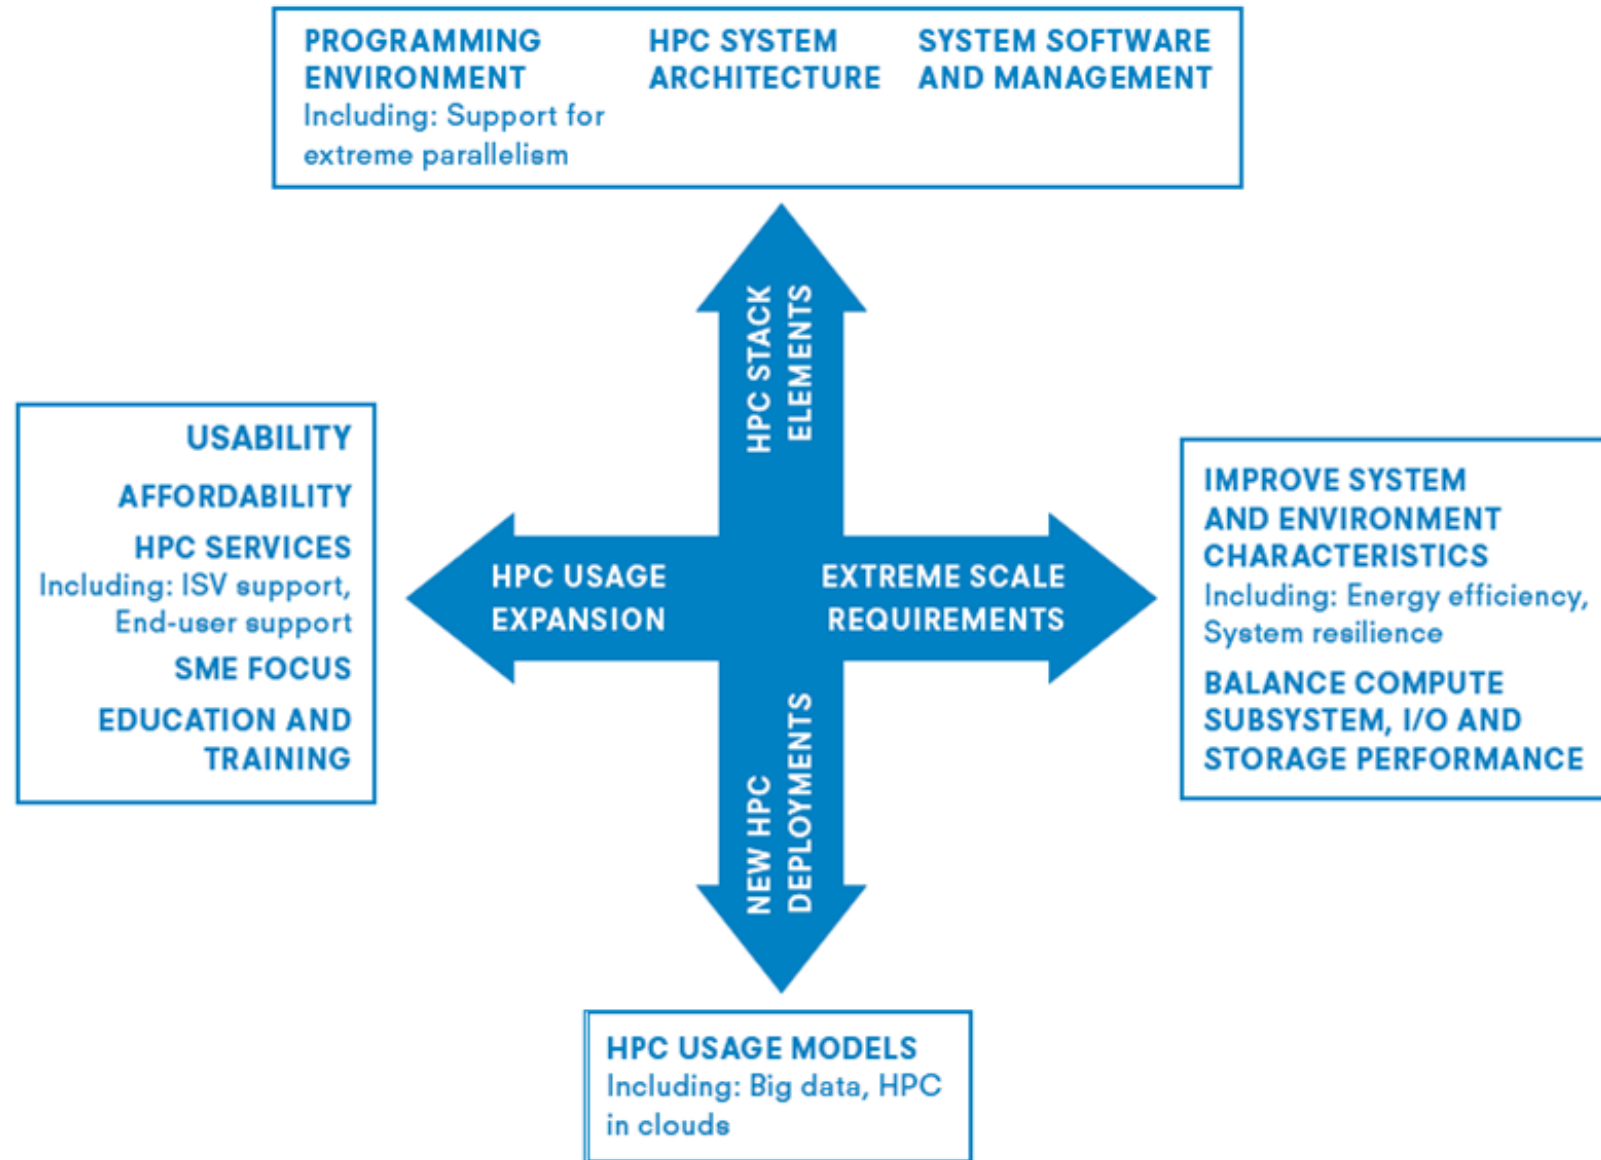 PROGRAMMING
ENVIRONMENT
Including: Support for
extreme parallelism
HPC SYSTEM
ARCHITECTURE
SYSTEM SOFTWARE
AND MANAGEMENT
HPC STACK
ELEMENTS
USABILITY
AFFORDABILITY
HPC SERVICES
Including: ISV support,
End-user support
SME FOCUS
EDUCATION AND
TRAINING
HPC USAGE
EXPANSION
EXTREME SCALE
REQUIREMENTS
IMPROVE SYSTEM
AND ENVIRONMENT
CHARACTERISTICS
Including: Energy efficiency,
System resilience
BALANCE COMPUTE
SUBSYSTEM, I/O AND
STORAGE PERFORMANCE
NEW HPC
DEPLOYMENTS
HPC USAGE MODELS
Including: Big data, HPC
in clouds